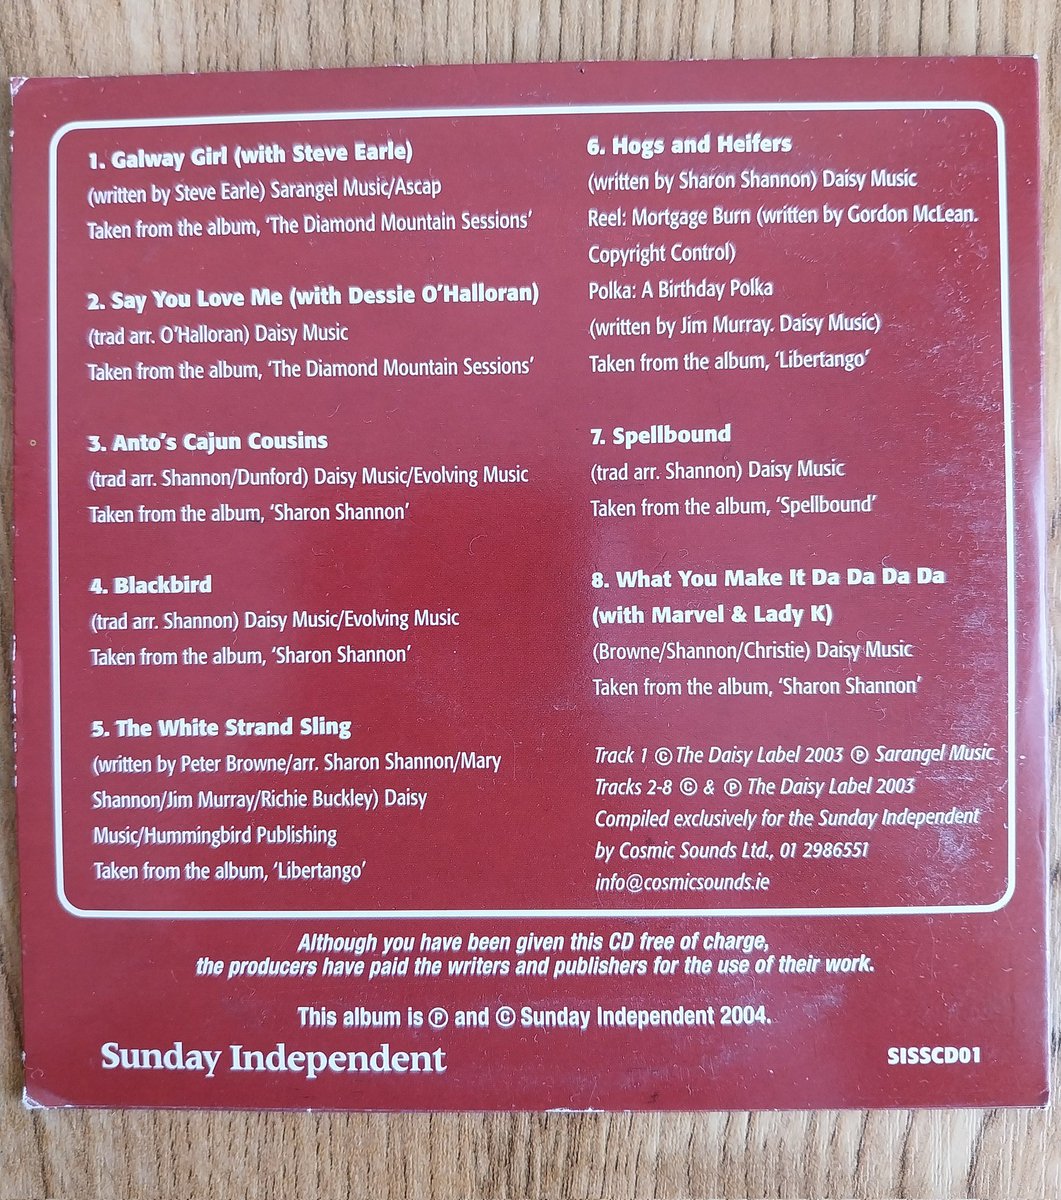 1. Galway Girl (with Steve Earle)
(written by Steve Earle) Sarangel Music/Ascap
Taken from the album, 'The Diamond Mountain Sessions'
2. Say You Love Me (with Dessie O'Halloran)
(trad arr. O'Halloran) Daisy Music
Taken from the album, 'The Diamond Mountain Sessions'
3. Anto's Cajun Cousins
(trad arr. Shannon/Dunford) Daisy Music/Evolving Music
Taken from the album, 'Sharon Shannon'
4. Blackbird
(trad arr. Shannon) Daisy Music/Evolving Music
Taken from the album, 'Sharon Shannon'
5. The White Strand Sling
(written by Peter Browne/arr. Sharon Shannon/Mary
Shannon/Jim Murray/Richie Buckley) Daisy
Music/Hummingbird Publishing
Taken from the album, 'Libertango'
6. Hogs and Heifers
(written by Sharon Shannon) Daisy Music
Reel: Mortgage Burn (written by Gordon McLean.
Copyright Control)
Polka: A Birthday Polka
(written by Jim Murray. Daisy Music)
Taken from the album, 'Libertango'
7. Spellbound
(trad arr. Shannon) Daisy Music
Taken from the album, 'Spellbound'
8. What You Make It Da Da Da Da
(with Marvel & Lady K)
(Browne/Shannon/Christie) Daisy Music
Taken from the album, 'Sharon Shannon'
Track 1 © The Daisy Label 2003 ℗ Sarangel Music
Tracks 2-8 © & ℗ The Daisy Label 2003
Compiled exclusively for the Sunday Independent
by Cosmic Sounds Ltd., 01 2986551
info@cosmicsounds.ie
Although you have been given this CD free of charge,
the producers have paid the writers and publishers for the use of their work.
This album is ℗ and © Sunday Independent 2004.
Sunday Independent
SISSCD01